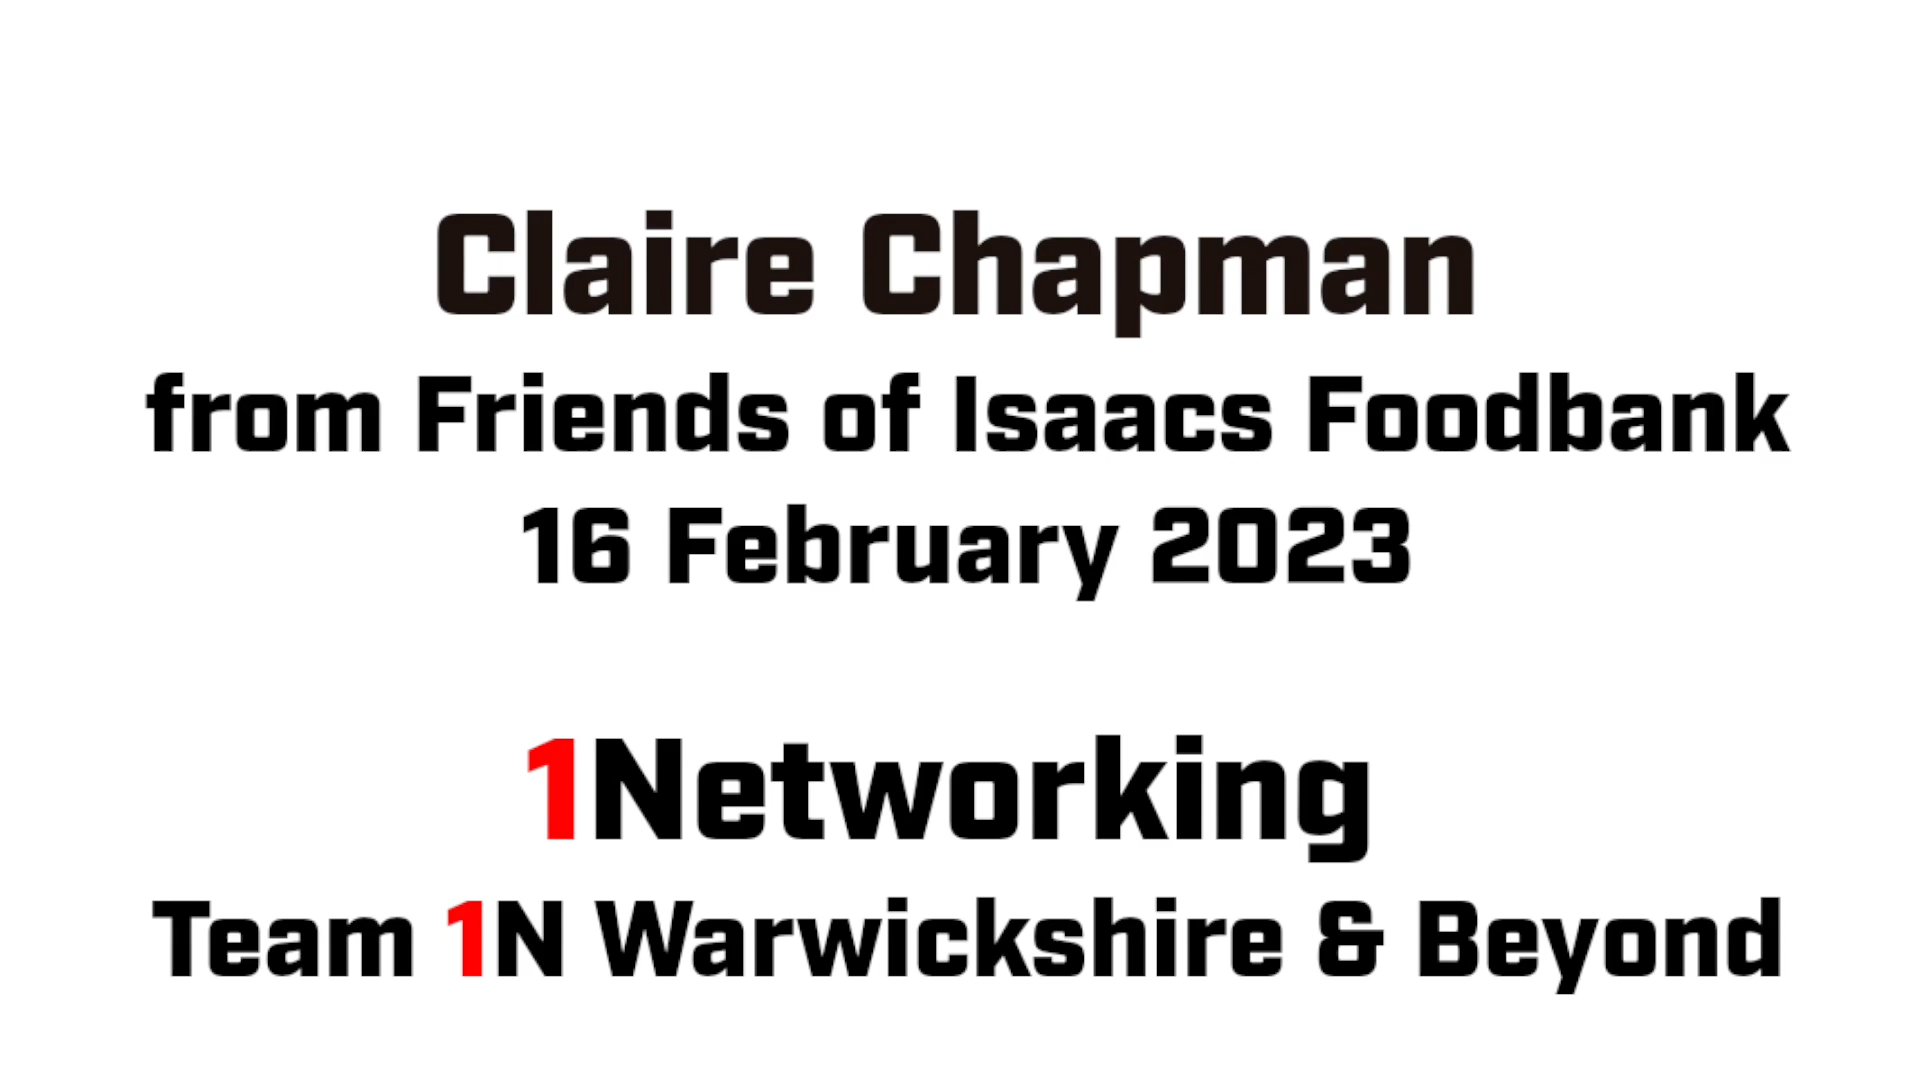 Claire Chapman
from Friends of Isaacs Foodbank
16 February 2023
1Networking
Team 1N Warwickshire & Beyond